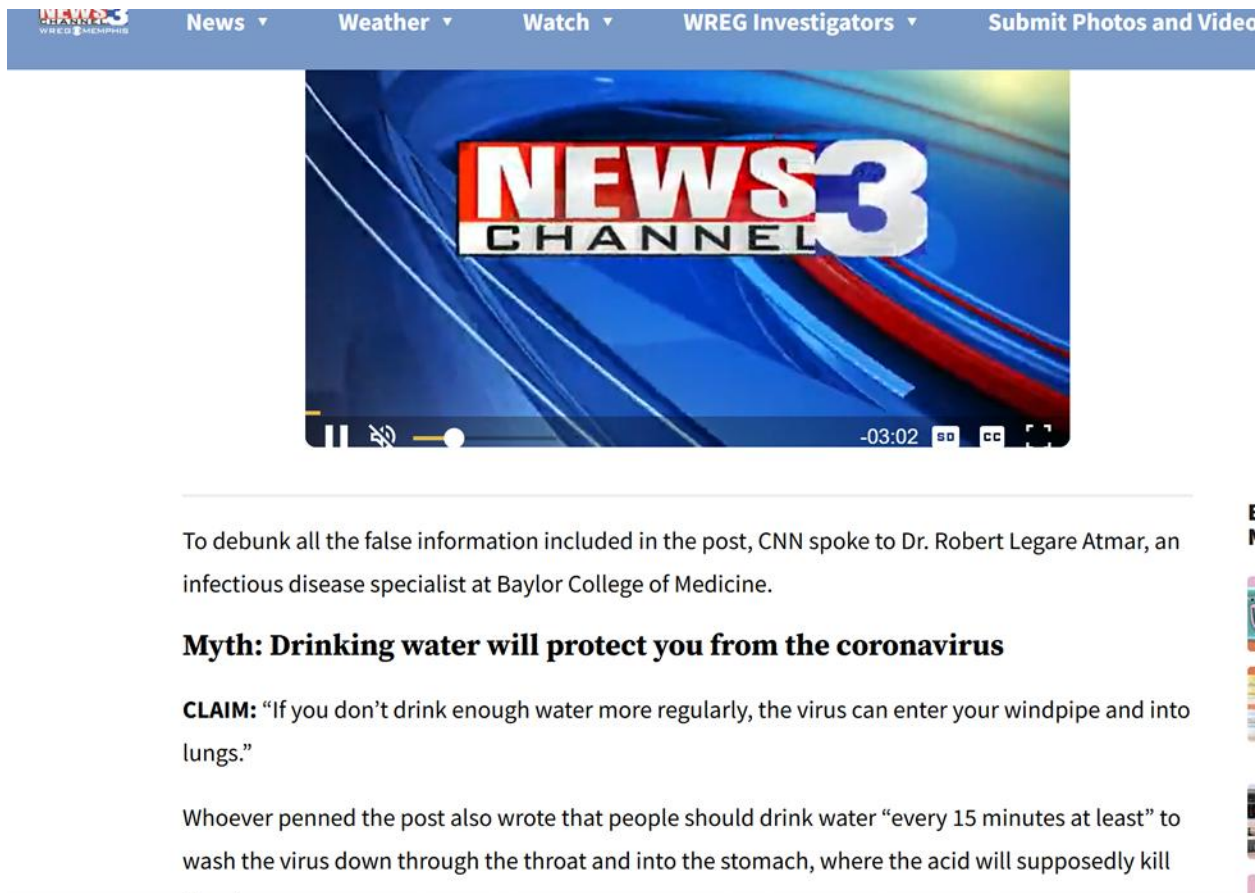 NEWS3
CHANNEL
WREG MEMPHIS
News ▼ Weather ▼ Watch ▼ WREG Investigators ▼ Submit Photos and Video
NEWS3
CHANNEL
-03:02 SD CC
To debunk all the false information included in the post, CNN spoke to Dr. Robert Legare Atmar, an
infectious disease specialist at Baylor College of Medicine.
Myth: Drinking water will protect you from the coronavirus
CLAIM: “If you don’t drink enough water more regularly, the virus can enter your windpipe and into
lungs.”
Whoever penned the post also wrote that people should drink water “every 15 minutes at least” to
wash the virus down through the throat and into the stomach, where the acid will supposedly kill